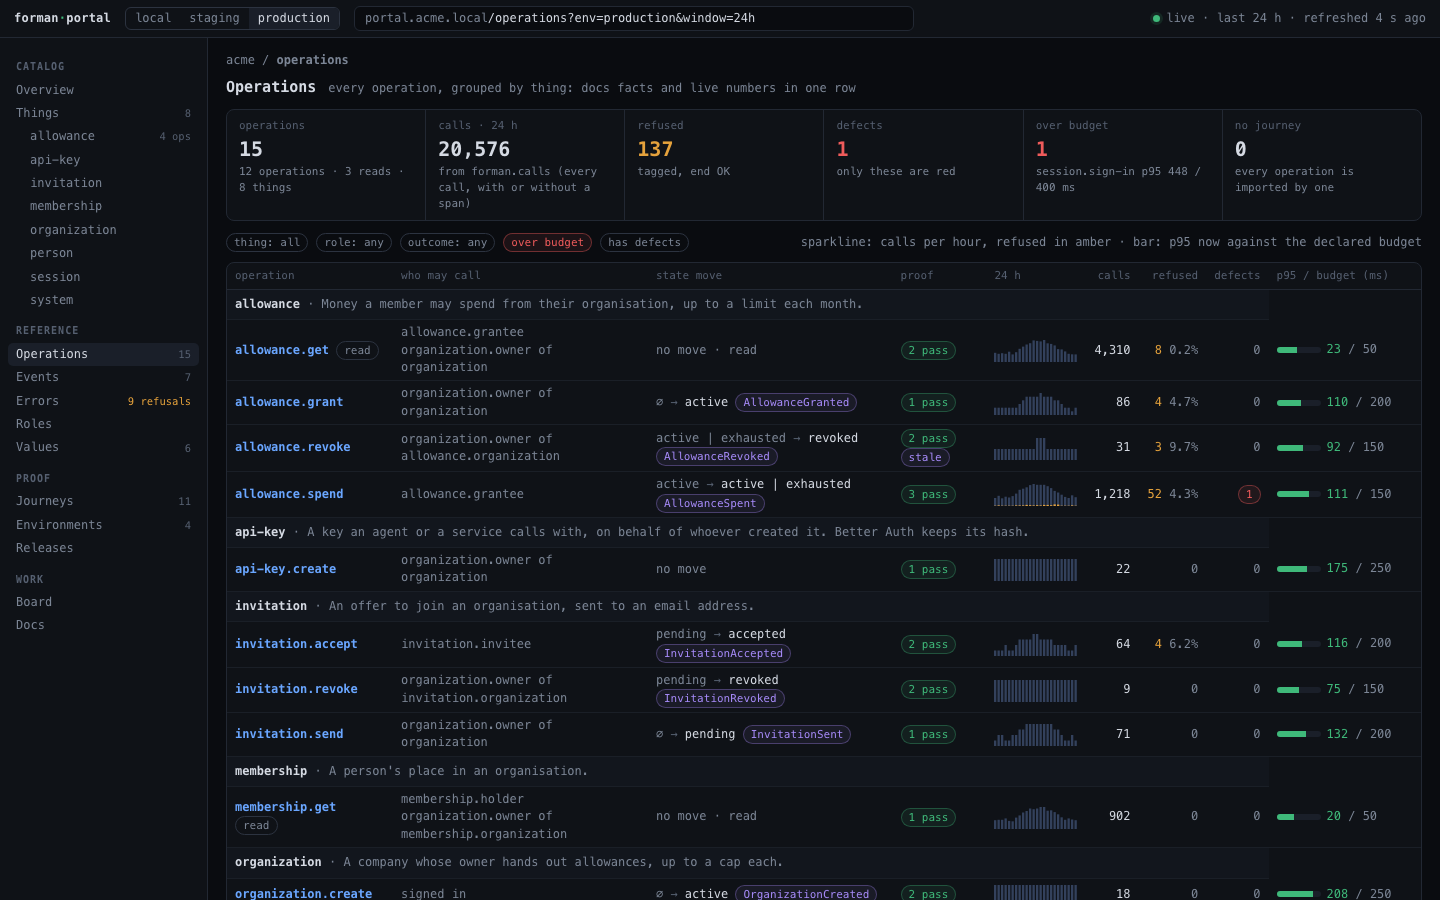 forman·portal local staging production portal.acme.local/operations?env=production&window=24h live · last 24 h · refreshed 4 s ago
CATALOG
Overview
Things 8
allowance 4 ops
api-key
invitation
membership
organization
person
session
system
REFERENCE
Operations 15
Events 7
Errors 9 refusals
Roles
Values 6
PROOF
Journeys 11
Environments 4
Releases
WORK
Board
Docs
acme / operations
Operations every operation, grouped by thing: docs facts and live numbers in one row
operations
15
12 operations · 3 reads ·
8 things
calls · 24 h
20,576
from forman.calls (every
call, with or without a
span)
refused
137
tagged, end OK
defects
1
only these are red
over budget
1
session.sign-in p95 448 /
400 ms
no journey
0
every operation is
imported by one
thing: all role: any outcome: any over budget has defects sparkline: calls per hour, refused in amber · bar: p95 now against the declared budget
operation who may call state move proof 24 h calls refused defects p95 / budget (ms)
allowance · Money a member may spend from their organisation, up to a limit each month.
allowance.get read
allowance.grantee
organization.owner of
organization
no move · read 2 pass 4,310 8 0.2% 0 23 / 50
allowance.grant
organization.owner of
organization
∅ → active AllowanceGranted 1 pass 86 4 4.7% 0 110 / 200
allowance.revoke
organization.owner of
allowance.organization
active | exhausted → revoked
AllowanceRevoked
2 pass
stale
31 3 9.7% 0 92 / 150
allowance.spend allowance.grantee
active → active | exhausted
AllowanceSpent
3 pass 1,218 52 4.3% 1 111 / 150
api-key · A key an agent or a service calls with, on behalf of whoever created it. Better Auth keeps its hash.
api-key.create
organization.owner of
organization
no move 1 pass 22 0 0 175 / 250
invitation · An offer to join an organisation, sent to an email address.
invitation.accept invitation.invitee
pending → accepted
InvitationAccepted
2 pass 64 4 6.2% 0 116 / 200
invitation.revoke
organization.owner of
invitation.organization
pending → revoked
InvitationRevoked
2 pass 9 0 0 75 / 150
invitation.send
organization.owner of
organization
∅ → pending InvitationSent 1 pass 71 0 0 132 / 200
membership · A person's place in an organisation.
membership.get
read
membership.holder
organization.owner of
membership.organization
no move · read 1 pass 902 0 0 20 / 50
organization · A company whose owner hands out allowances, up to a cap each.
organization.create signed in ∅ → active OrganizationCreated 2 pass 18 0 0 208 / 250